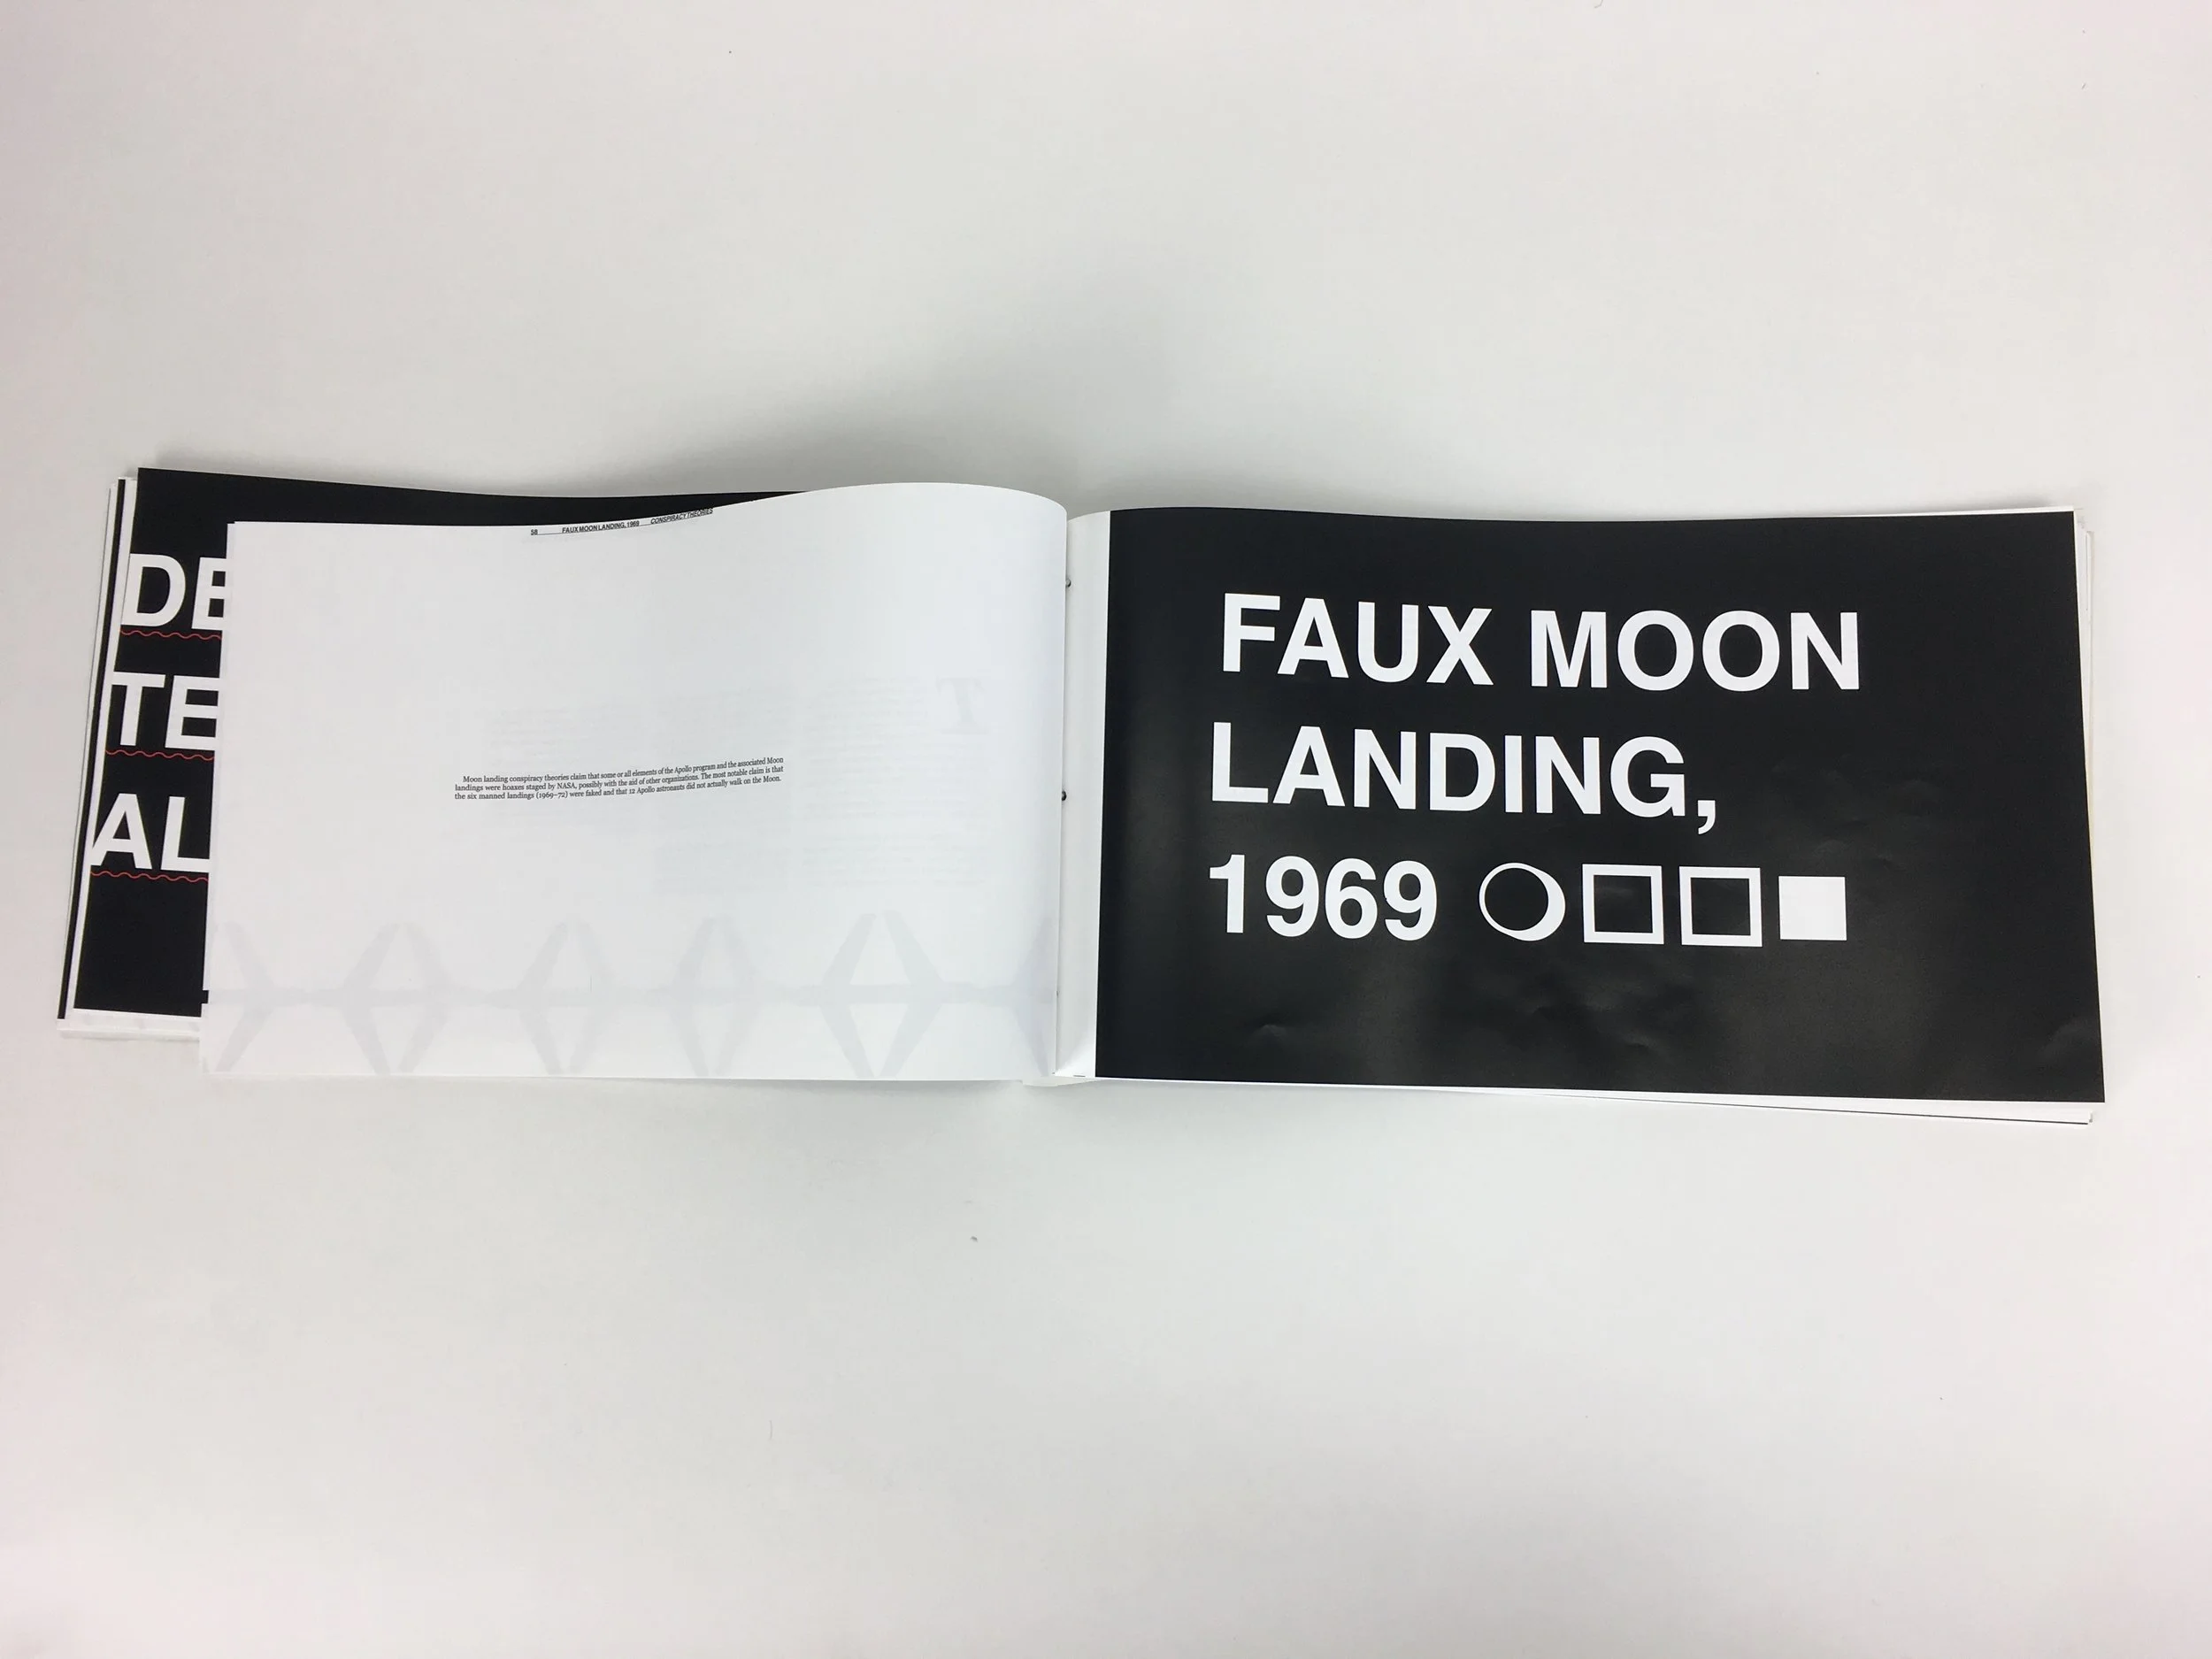 DE
TE
AL
58 FAUX MOON LANDING, 1969 CONSPIRACY THEORIES
Moon landing conspiracy theories claim that some or all elements of the Apollo program and the associated Moon
landings were hoaxes staged by NASA, possibly with the aid of other organizations. The most notable claim is that
the six manned landings (1969–72) were faked and that 12 Apollo astronauts did not actually walk on the Moon.
FAUX MOON
LANDING,
1969